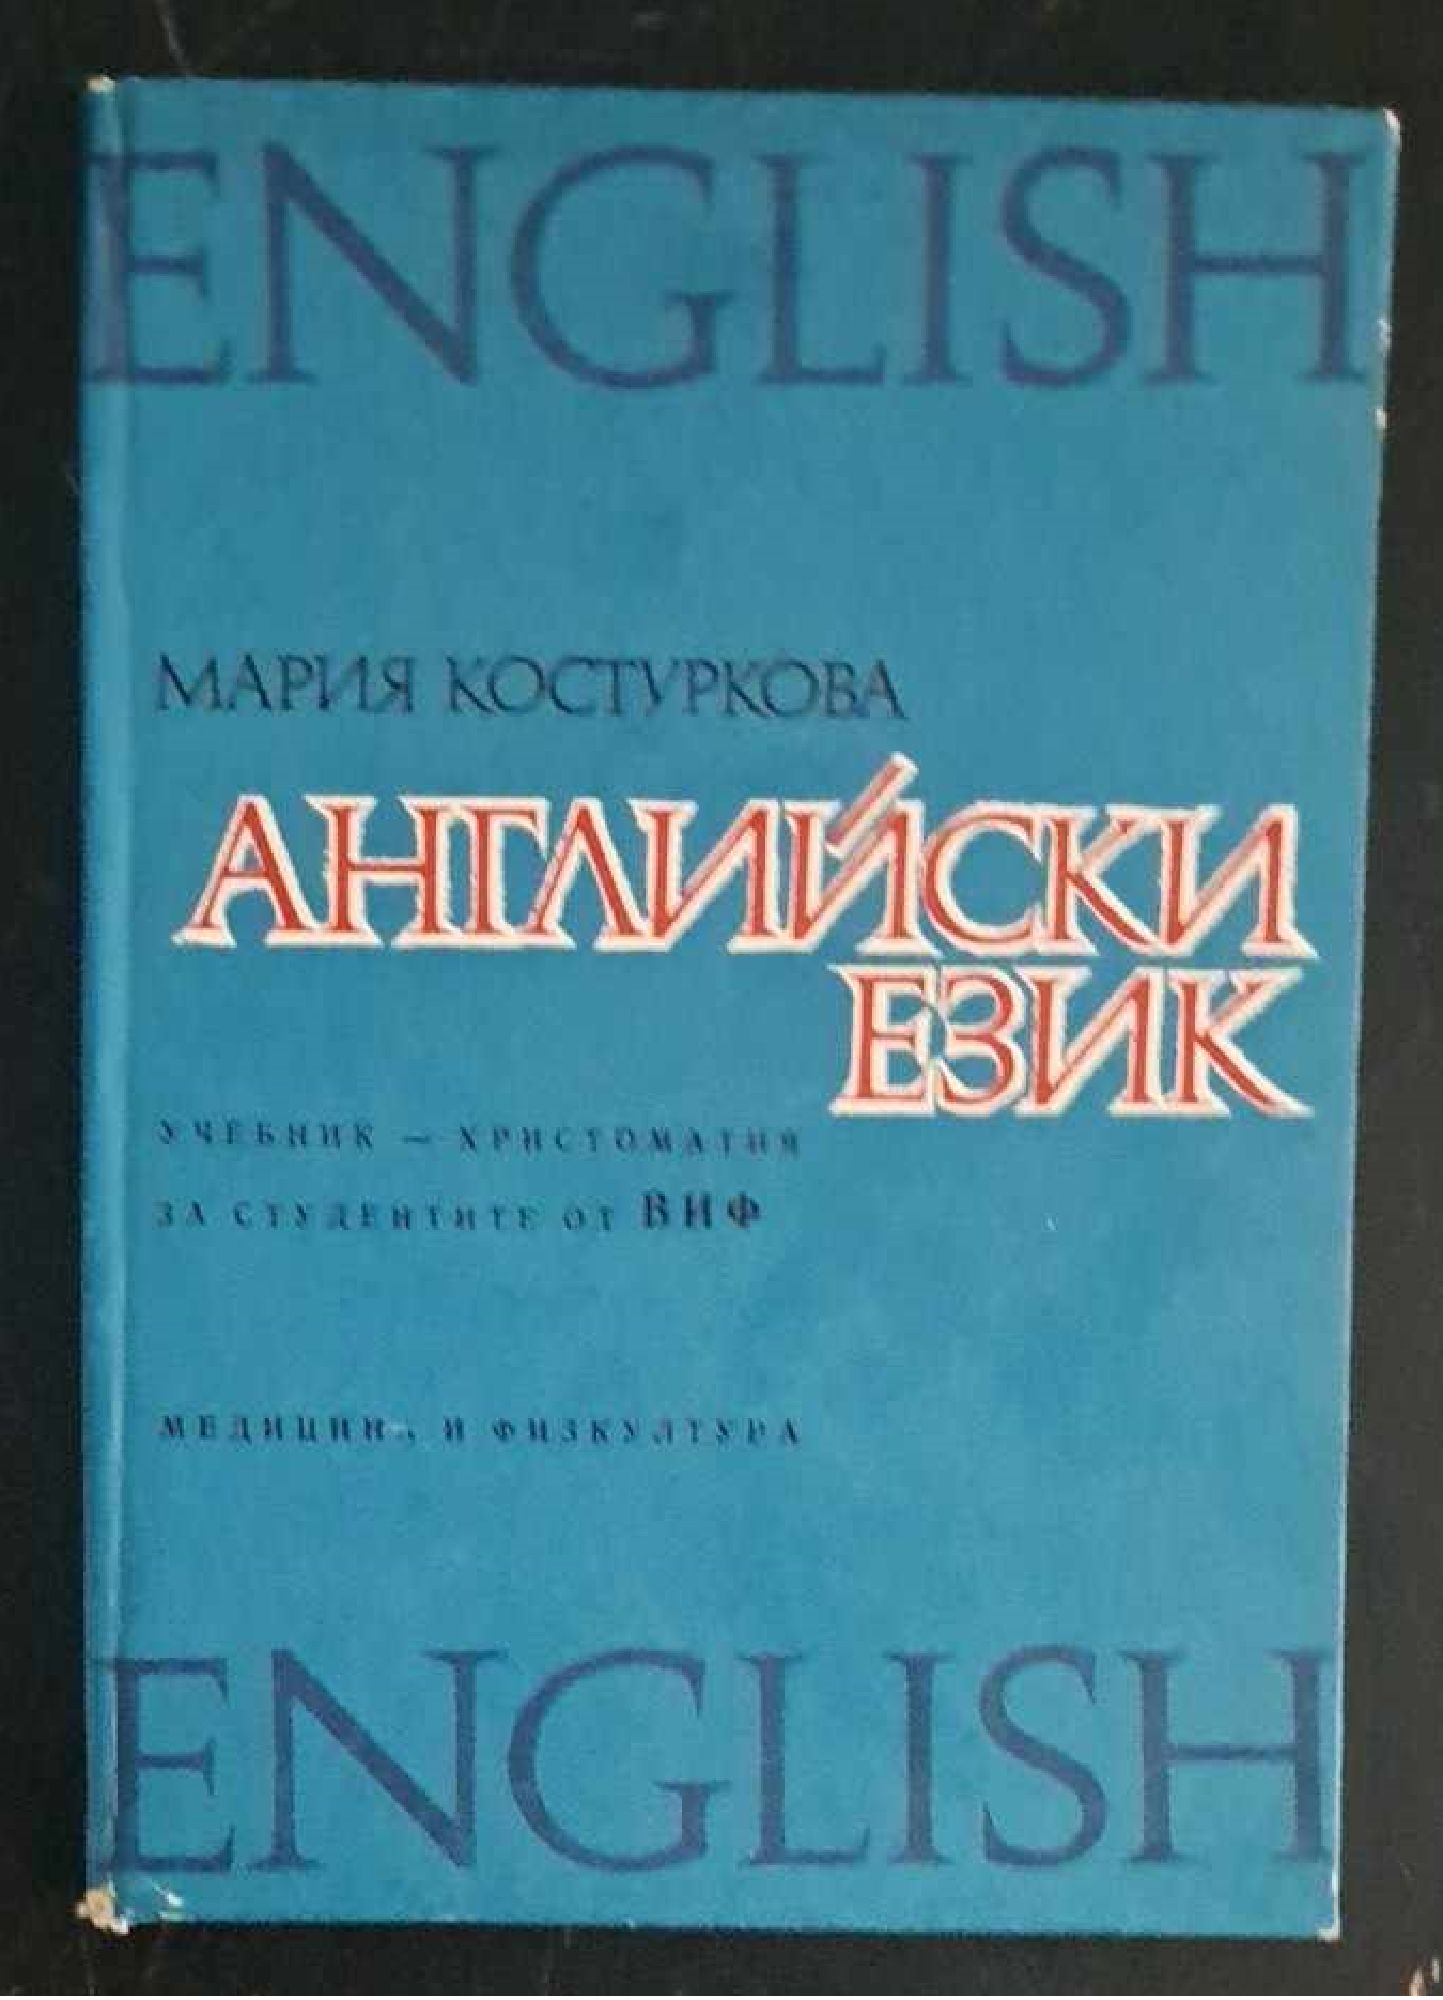 ENGLISH
МАРИЯ КОСТУРКОВА
АНГЛИЙСКИ
ЕЗИК
УЧЕБНИК – ХРИСТОМАТИЯ
ЗА СТУДЕНТИТЕ ОТ ВИФ
МЕДИЦИНА И ФИЗКУЛТУРА
ENGLISH